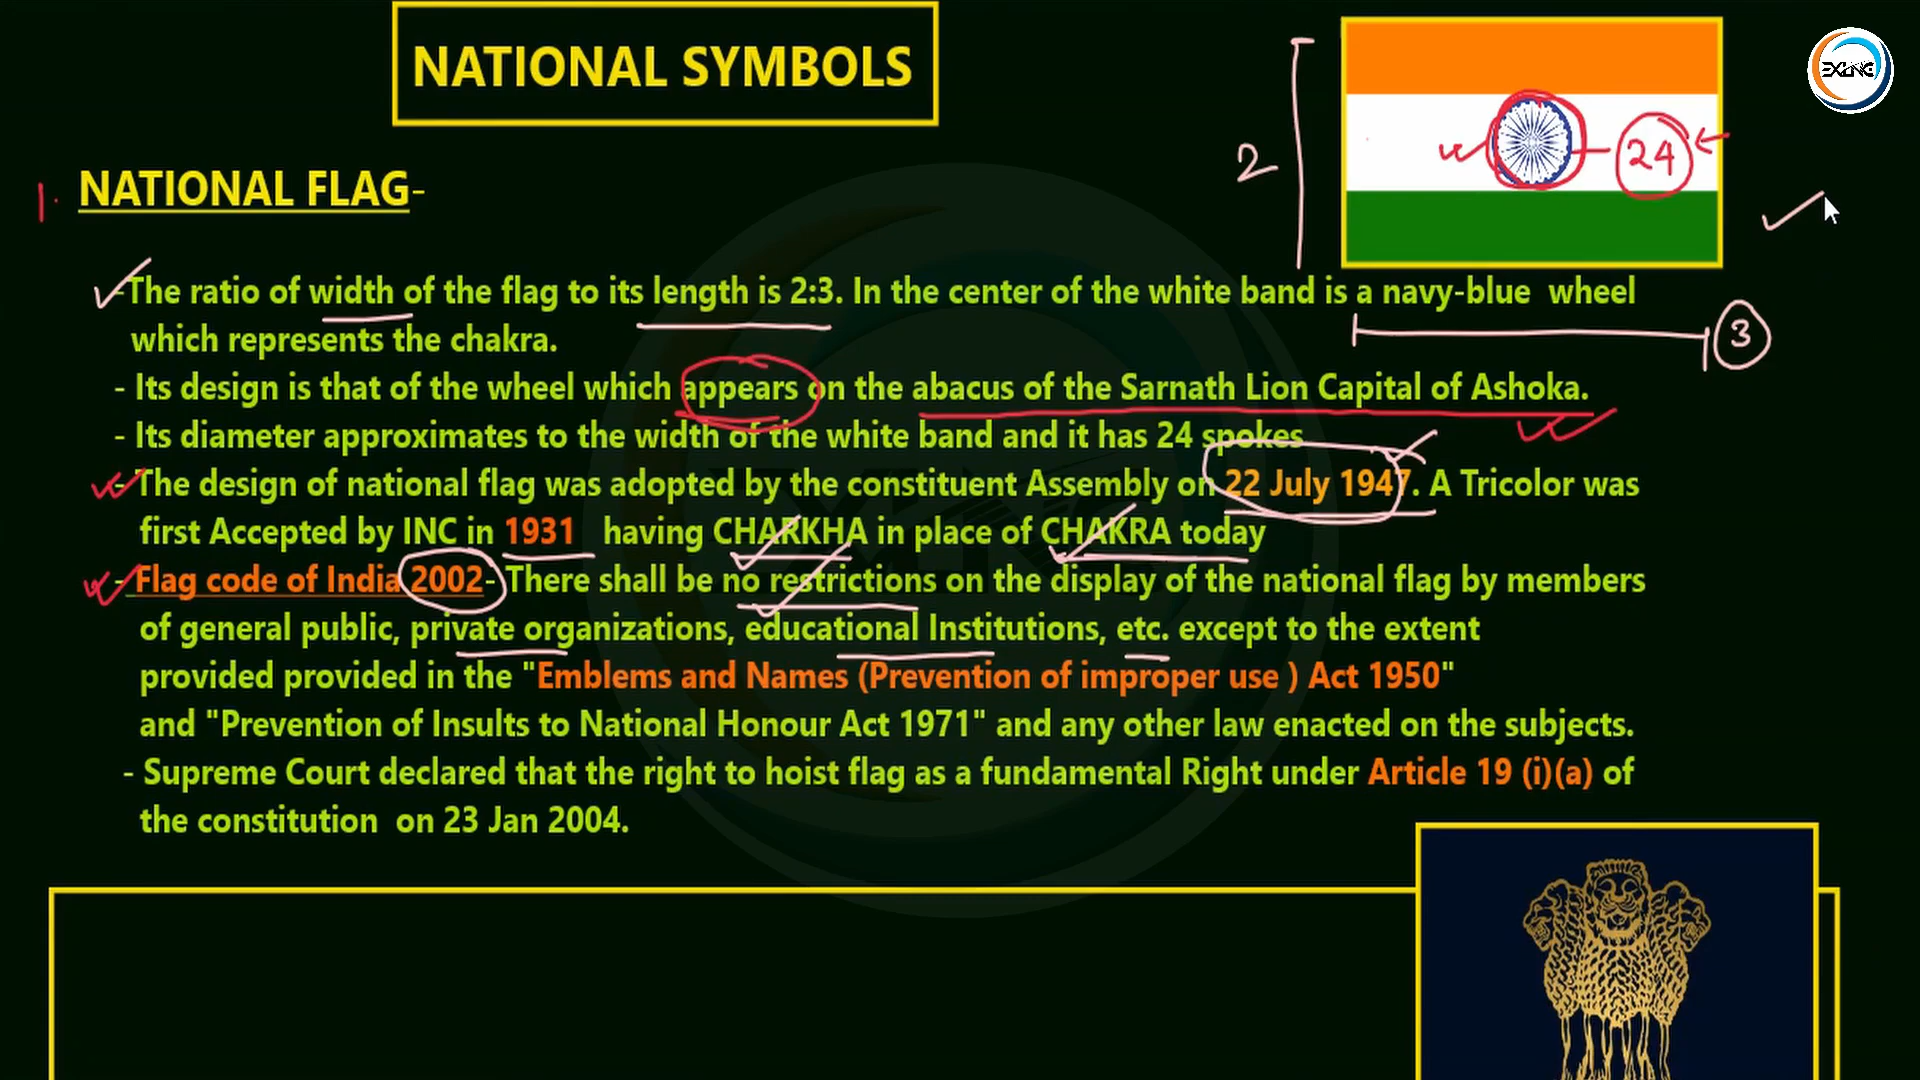 NATIONAL SYMBOLS
EXLNC
2
24
1. NATIONAL FLAG-
-The ratio of width of the flag to its length is 2:3. In the center of the white band is a navy-blue wheel
which represents the chakra.
3
- Its design is that of the wheel which appears on the abacus of the Sarnath Lion Capital of Ashoka.
- Its diameter approximates to the width of the white band and it has 24 spokes
- The design of national flag was adopted by the constituent Assembly on 22 July 1947. A Tricolor was
first Accepted by INC in 1931 having CHARKHA in place of CHAKRA today
- Flag code of India 2002- There shall be no restrictions on the display of the national flag by members
of general public, private organizations, educational Institutions, etc. except to the extent
provided provided in the "Emblems and Names (Prevention of improper use ) Act 1950"
and "Prevention of Insults to National Honour Act 1971" and any other law enacted on the subjects.
- Supreme Court declared that the right to hoist flag as a fundamental Right under Article 19 (i)(a) of
the constitution on 23 Jan 2004.